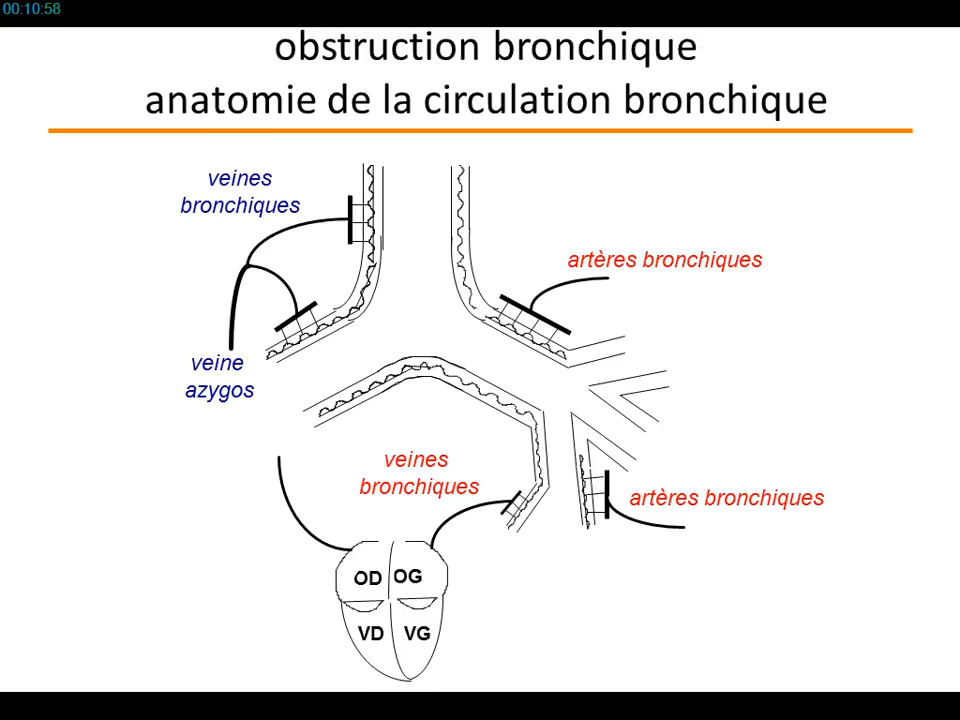 00:10:58
obstruction bronchique
anatomie de la circulation bronchique
veines
bronchiques
artères bronchiques
veine
azygos
veines
bronchiques
artères bronchiques
OD OG
VD VG